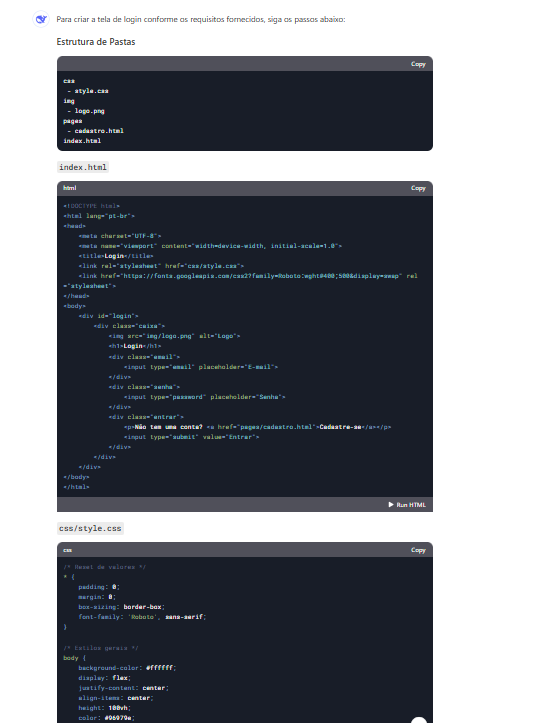 Para criar a tela de login conforme os requisitos fornecidos, siga os passos abaixo:
Estrutura de Pastas
Copy
css
- style.css
img
- logo.png
pages
- cadastro.html
index.html
index.html
html
Copy
<!DOCTYPE html>
<html lang="pt-br">
<head>
<meta charset="UTF-8">
<meta name="viewport" content="width=device-width, initial-scale=1.0">
<title>Login</title>
<link rel="stylesheet" href="css/style.css">
<link href="https://fonts.googleapis.com/css2?family=Roboto:wght@400;500&display=swap" rel
="stylesheet">
</head>
<body>
<div id="login">
<div class="caixa">
<img src="img/logo.png" alt="Logo">
<h1>Login</h1>
<div class="email">
<input type="email" placeholder="E-mail">
</div>
<div class="senha">
<input type="password" placeholder="Senha">
</div>
<div class="entrar">
<p>Não tem uma conta? <a href="pages/cadastro.html">Cadastre-se</a></p>
<input type="submit" value="Entrar">
</div>
</div>
</div>
</body>
</html>
▶ Run HTML
css/style.css
css
Copy
/* Reset de valores */
* {
padding: 0;
margin: 0;
box-sizing: border-box;
font-family: 'Roboto', sans-serif;
}
/* Estilos gerais */
body {
background-color: #ffffff;
display: flex;
justify-content: center;
align-items: center;
height: 100vh;
color: #96979a;